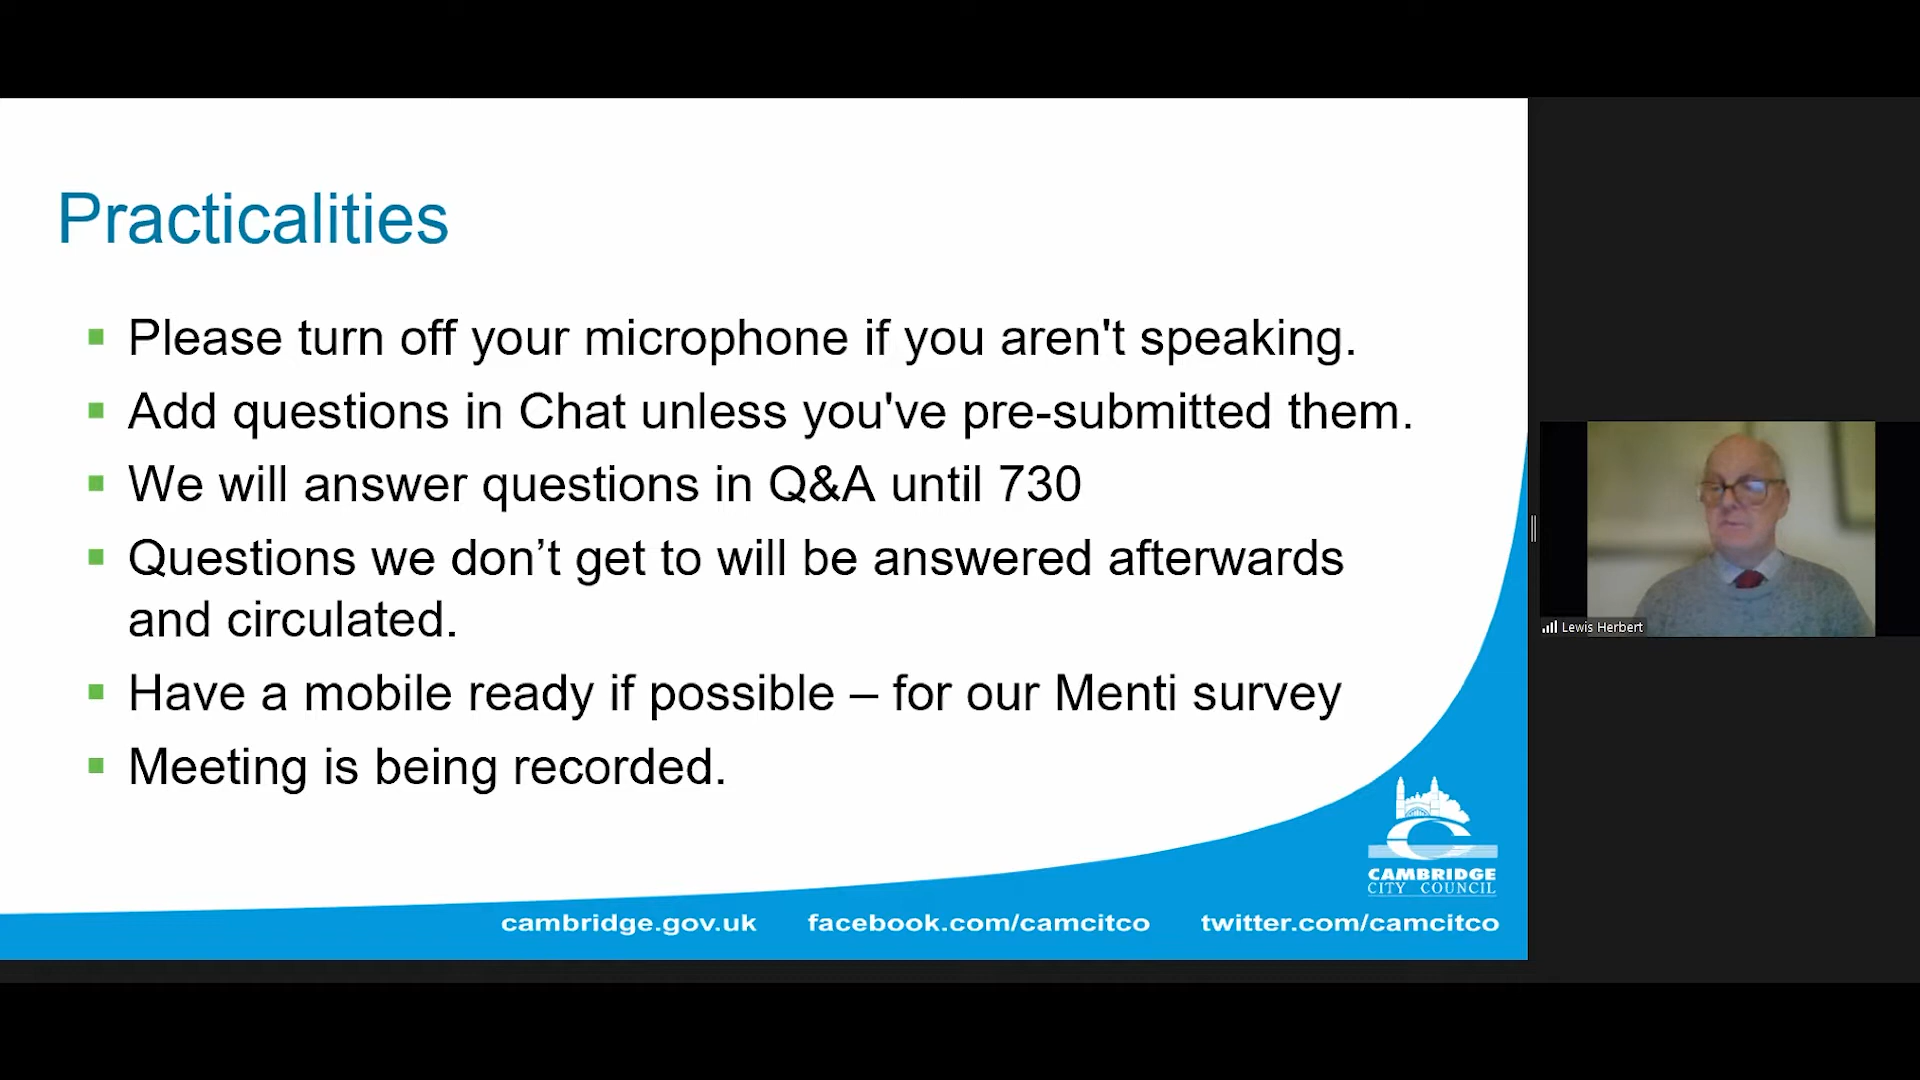 Practicalities
Please turn off your microphone if you aren't speaking.
Add questions in Chat unless you've pre-submitted them.
We will answer questions in Q&A until 730
Questions we don’t get to will be answered afterwards
and circulated.
Have a mobile ready if possible – for our Menti survey
Meeting is being recorded.
Lewis Herbert
CAMBRIDGE
CITY COUNCIL
cambridge.gov.uk facebook.com/camcitco twitter.com/camcitco